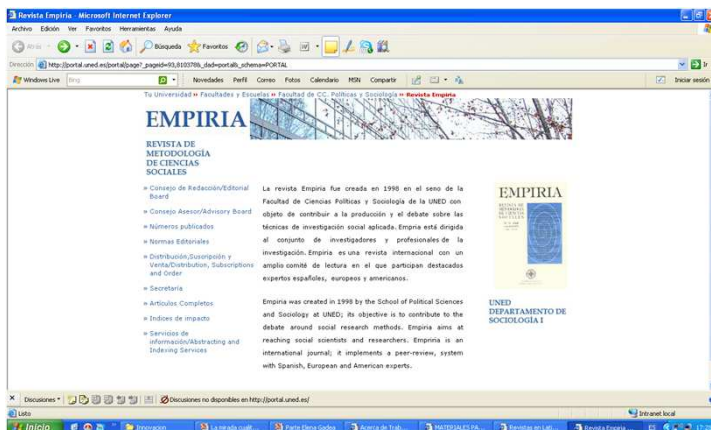 Revista Empiria - Microsoft Internet Explorer
Archivo Edición Ver Favoritos Herramientas Ayuda
Atrás Búsqueda Favoritos
Dirección http://portal.uned.es/portal/page?_pageid=93,810378&_dad=portal&_schema=PORTAL Ir
Windows Live Bing Novedades Perfil Correo Fotos Calendario MSN Compartir Iniciar sesión
Tu Universidad » Facultades y Escuelas » Facultad de CC. Políticas y Sociología » Revista Empiria
EMPIRIA
REVISTA DE
METODOLOGÍA
DE CIENCIAS
SOCIALES
» Consejo de Redacción/Editorial
Board
» Consejo Asesor/Advisory Board
» Números publicados
» Normas Editoriales
» Distribución,Suscripción y
Venta/Distribution, Subscriptions
and Order
» Secretaría
» Artículos Completos
» Indices de impacto
» Servicios de
información/Abstracting and
Indexing Services
La revista Empiria fue creada en 1998 en el seno de la
Facultad de Ciencias Políticas y Sociología de la UNED con
objeto de contribuir a la producción y el debate sobre las
técnicas de investigación social aplicada. Empiria está dirigida
al conjunto de investigadores y profesionales de la
investigación. Empiria es una revista internacional con un
amplio comité de lectura en el que participan destacados
expertos españoles, europeos y americanos.
Empiria was created in 1998 by the School of Political Sciences
and Sociology at UNED; its objective is to contribute to the
debate around social research methods. Empiria aims at
reaching social scientists and researchers. Empriria is an
international journal; it implements a peer-review, system
with Spanish, European and American experts.
EMPIRIA
REVISTA DE
METODOLOGÍA
DE CIENCIAS
SOCIALES
UNED
DEPARTAMENTO DE
SOCIOLOGÍA I
Discusiones Discusiones no disponibles en http://portal.uned.es/
Listo Intranet local
Inicio Innovacion La mirada cualit... Parte Elena Gadea Acerca de Trab... MATERIALES PA... Revistas en Lati... Revista Empiria ... ES